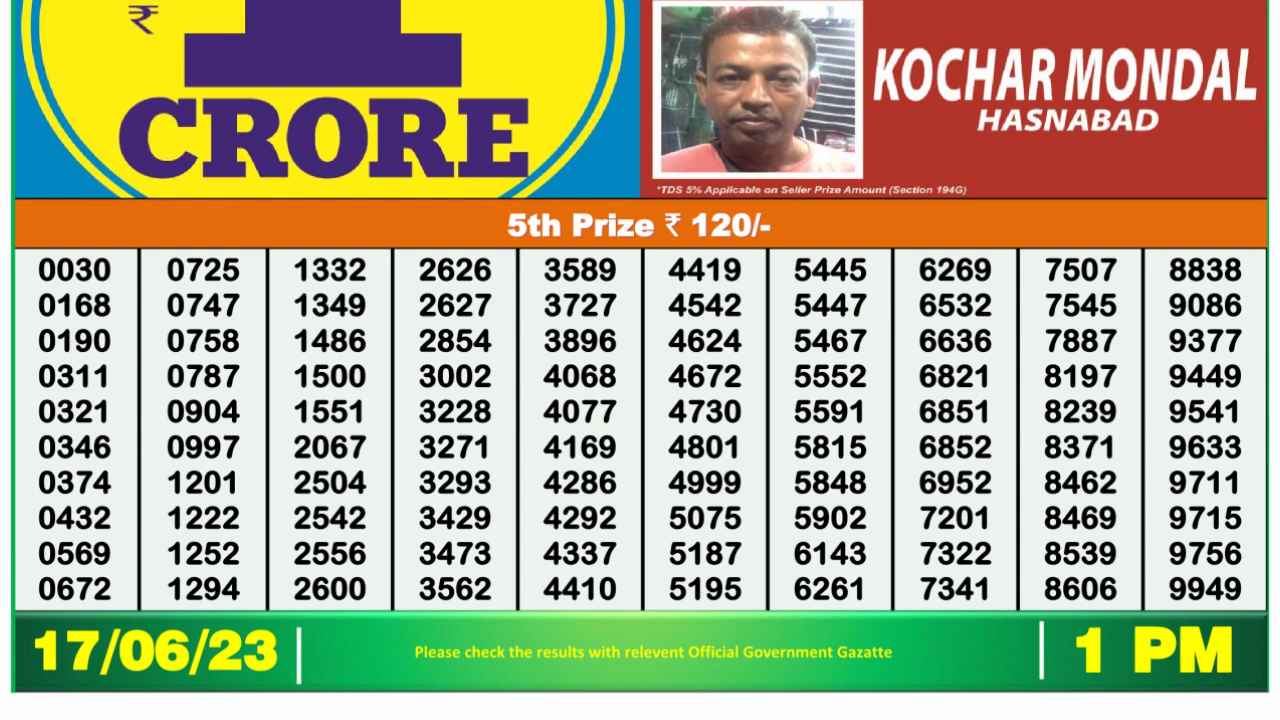 ₹ 1
CRORE
KOCHAR MONDAL
HASNABAD
*TDS 5% Applicable on Seller Prize Amount (Section 194G)
5th Prize ₹ 120/-
0030 0725 1332 2626 3589 4419 5445 6269 7507 8838
0168 0747 1349 2627 3727 4542 5447 6532 7545 9086
0190 0758 1486 2854 3896 4624 5467 6636 7887 9377
0311 0787 1500 3002 4068 4672 5552 6821 8197 9449
0321 0904 1551 3228 4077 4730 5591 6851 8239 9541
0346 0997 2067 3271 4169 4801 5815 6852 8371 9633
0374 1201 2504 3293 4286 4999 5848 6952 8462 9711
0432 1222 2542 3429 4292 5075 5902 7201 8469 9715
0569 1252 2556 3473 4337 5187 6143 7322 8539 9756
0672 1294 2600 3562 4410 5195 6261 7341 8606 9949
17/06/23
Please check the results with relevent Official Government Gazatte
1 PM